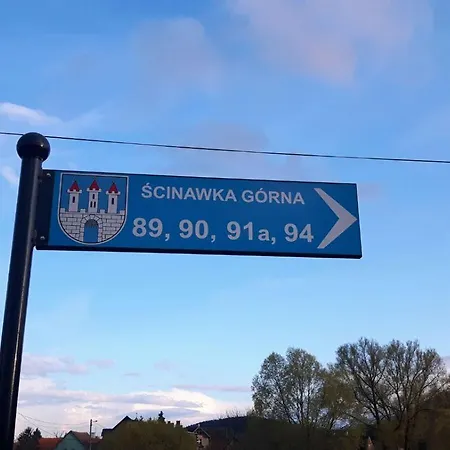 ŚCINAWKA GÓRNA
89, 90, 91a, 94